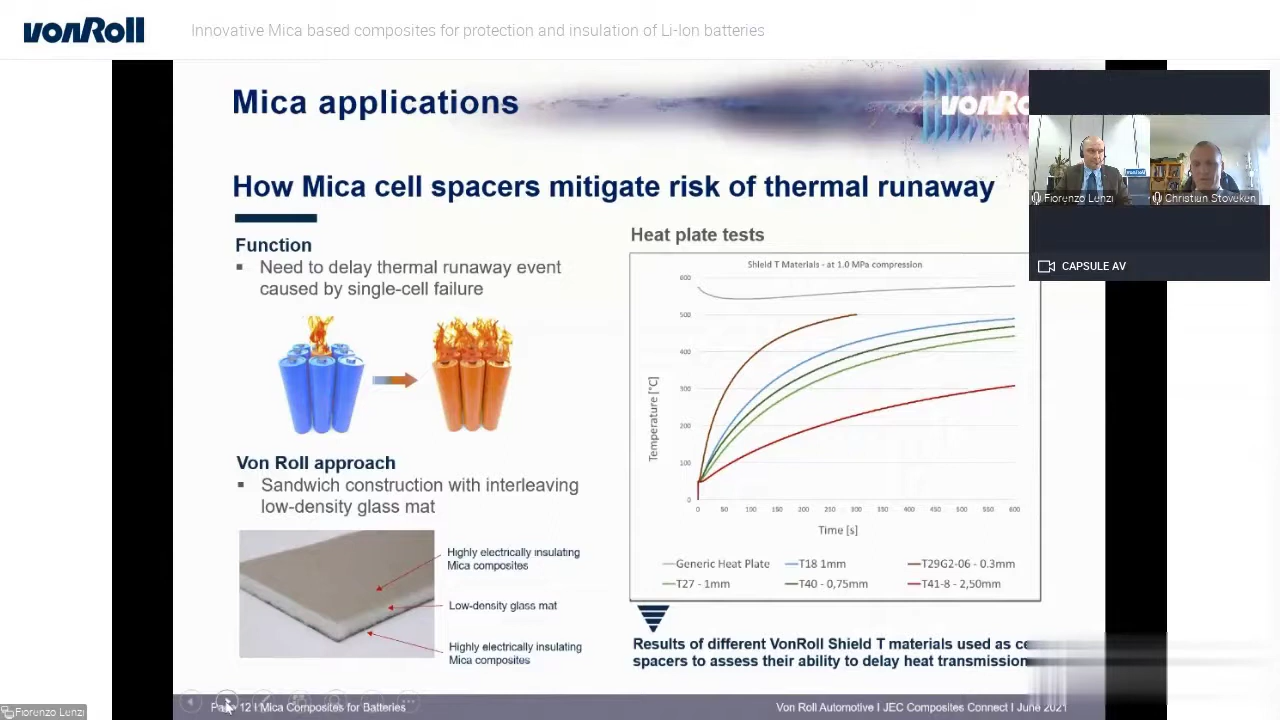 vonRoll
Innovative Mica based composites for protection and insulation of Li-Ion batteries
Mica applications
vonRo
How Mica cell spacers mitigate risk of thermal runaway
Fiorenzo Lenzi
Christian Stoveken
CAPSULE AV
Function
▪ Need to delay thermal runaway event
caused by single-cell failure
Von Roll approach
▪ Sandwich construction with interleaving
low-density glass mat
Highly electrically insulating
Mica composites
Low-density glass mat
Highly electrically insulating
Mica composites
Heat plate tests
Shield T Materials - at 1.0 MPa compression
Temperature [°C]
600
500
400
300
200
100
0
0 50 100 150 200 250 300 350 400 450 500 550 600
Time [s]
Generic Heat Plate T18 1mm T29G2-06 - 0.3mm
T27 - 1mm T40 - 0,75mm T41-8 - 2,50mm
Results of different VonRoll Shield T materials used as ce
spacers to assess their ability to delay heat transmission
12 I Mica Composites for Batteries
Von Roll Automotive I JEC Composites Connect I June 2021
Fiorenzo Lenzi